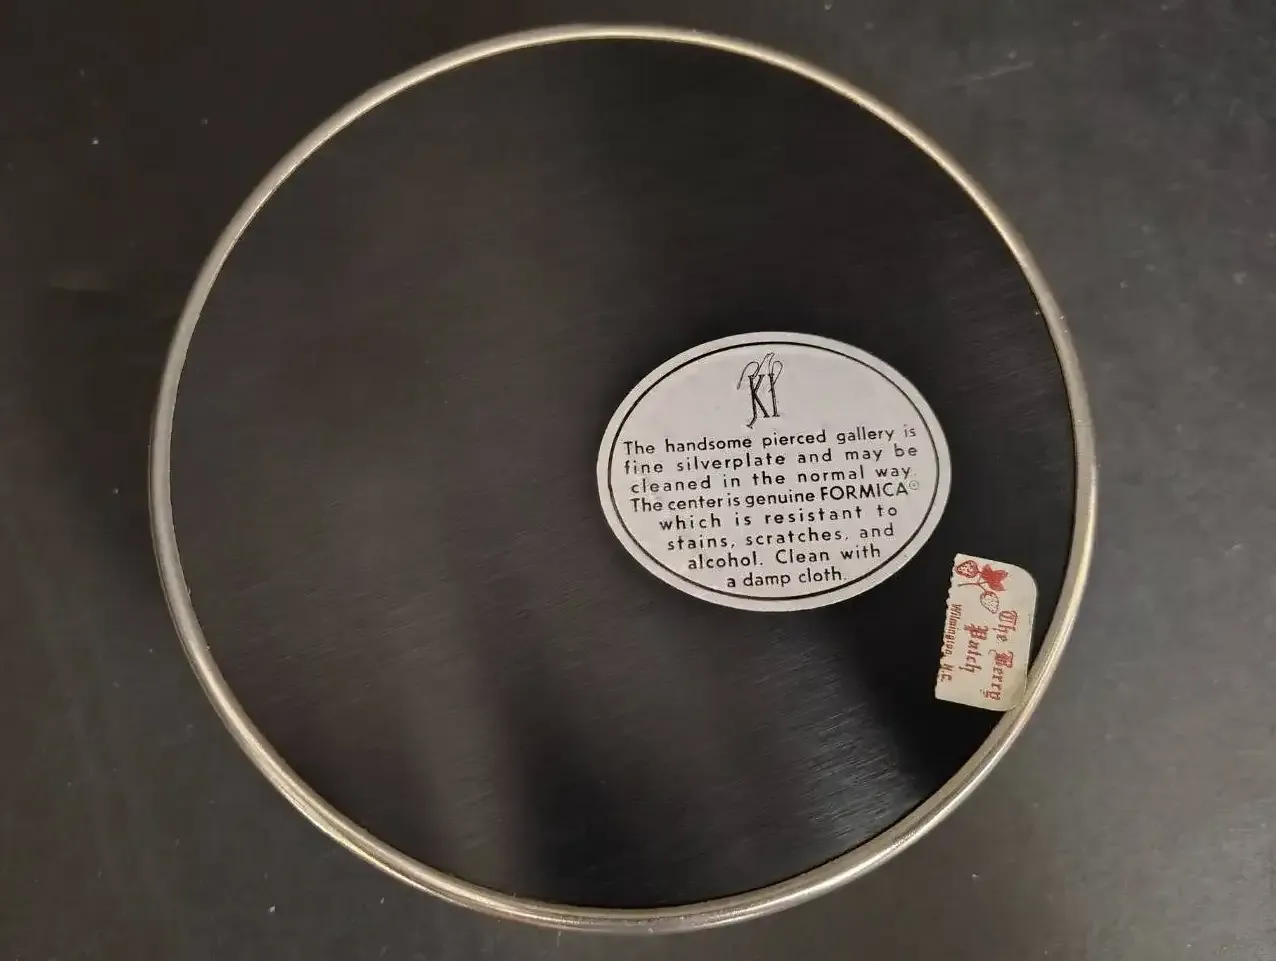 KI
The handsome pierced gallery is
fine silverplate and may be
cleaned in the normal way.
The center is genuine FORMICA®
which is resistant to
stains, scratches, and
alcohol. Clean with
a damp cloth.
The Berry
Patch
Wilmington, N.C.